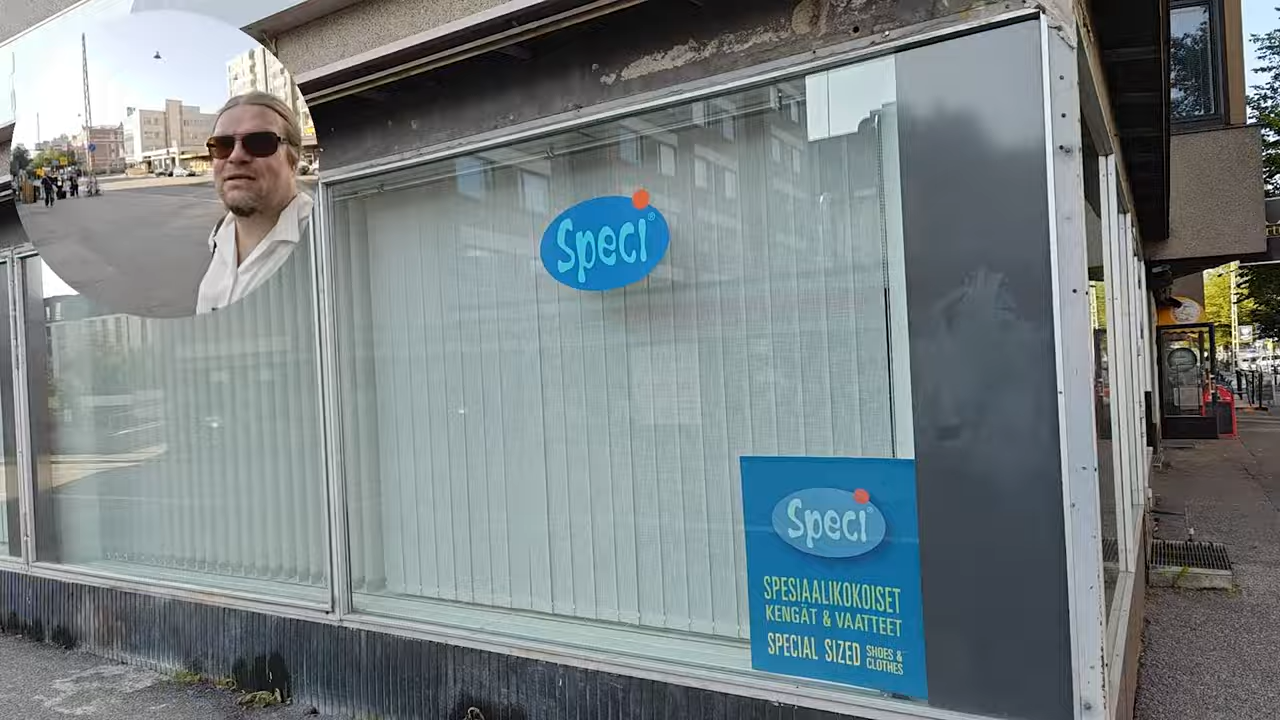 Speci®
Speci
SPESIAALIKOKOISET
KENGÄT & VAATTEET
SPECIAL SIZED SHOES & CLOTHES